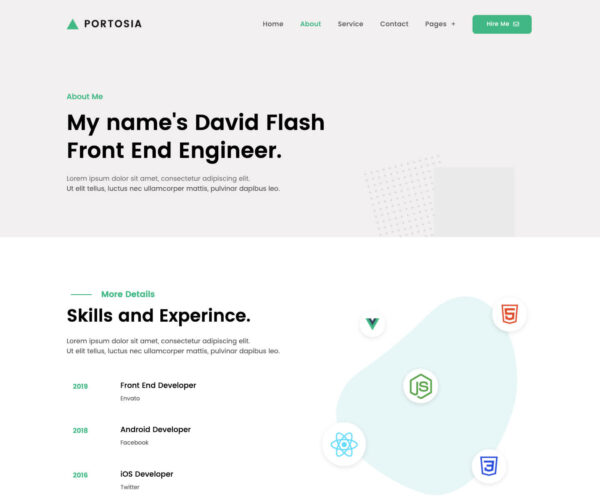 PORTOSIA
Home About Service Contact Pages +
Hire Me
About Me
My name's David Flash
Front End Engineer.
Lorem ipsum dolor sit amet, consectetur adipiscing elit.
Ut elit tellus, luctus nec ullamcorper mattis, pulvinar dapibus leo.
More Details
Skills and Experince.
Lorem ipsum dolor sit amet, consectetur adipiscing elit.
Ut elit tellus, luctus nec ullamcorper mattis, pulvinar dapibus leo.
2019 Front End Developer
Envato
2018 Android Developer
Facebook
2016 iOS Developer
Twitter
5
JS
3